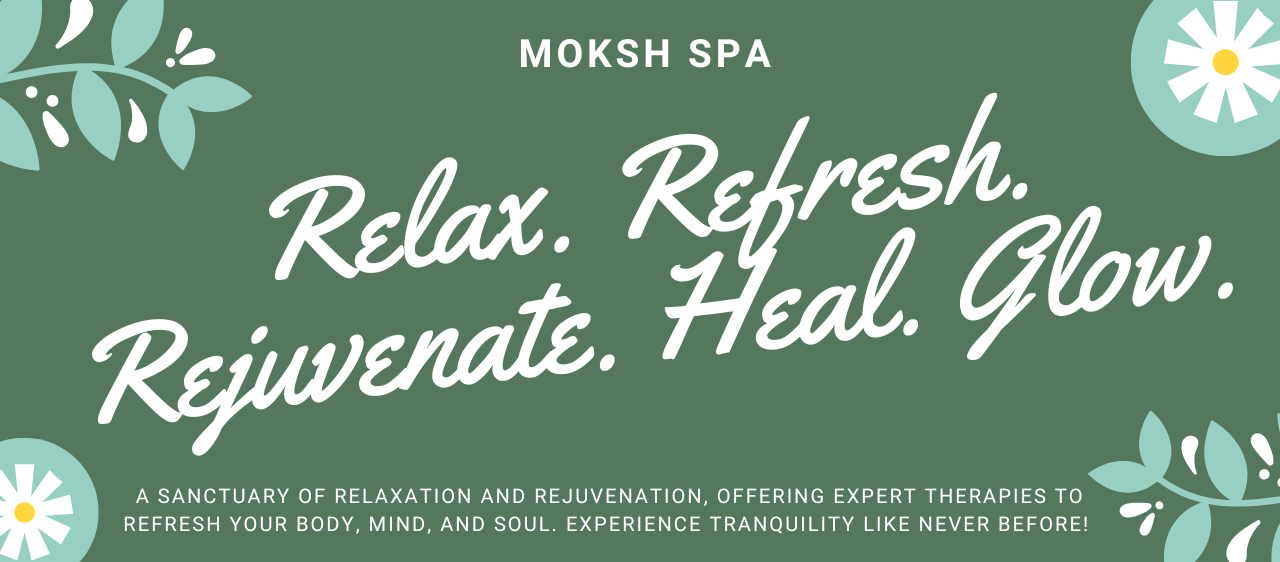 MOKSH SPA
Relax. Refresh.
Rejuvenate. Heal. Glow.
A SANCTUARY OF RELAXATION AND REJUVENATION, OFFERING EXPERT THERAPIES TO
REFRESH YOUR BODY, MIND, AND SOUL. EXPERIENCE TRANQUILITY LIKE NEVER BEFORE!